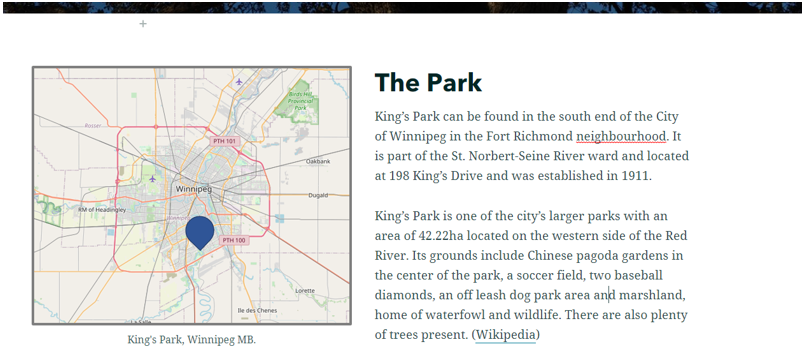 Birds Hill
Provincial
Park
Rosser
PTH 101
Oakbank
Winnipeg
Dugald
RM of Headingley
PTH 100
Lorette
Île des Chênes
King's Park, Winnipeg MB.
The Park
King's Park can be found in the south end of the City
of Winnipeg in the Fort Richmond neighbourhood. It
is part of the St. Norbert-Seine River ward and located
at 198 King's Drive and was established in 1911.
King's Park is one of the city's larger parks with an
area of 42.22ha located on the western side of the Red
River. Its grounds include Chinese pagoda gardens in
the center of the park, a soccer field, two baseball
diamonds, an off leash dog park area and marshland,
home of waterfowl and wildlife. There are also plenty
of trees present. (Wikipedia)